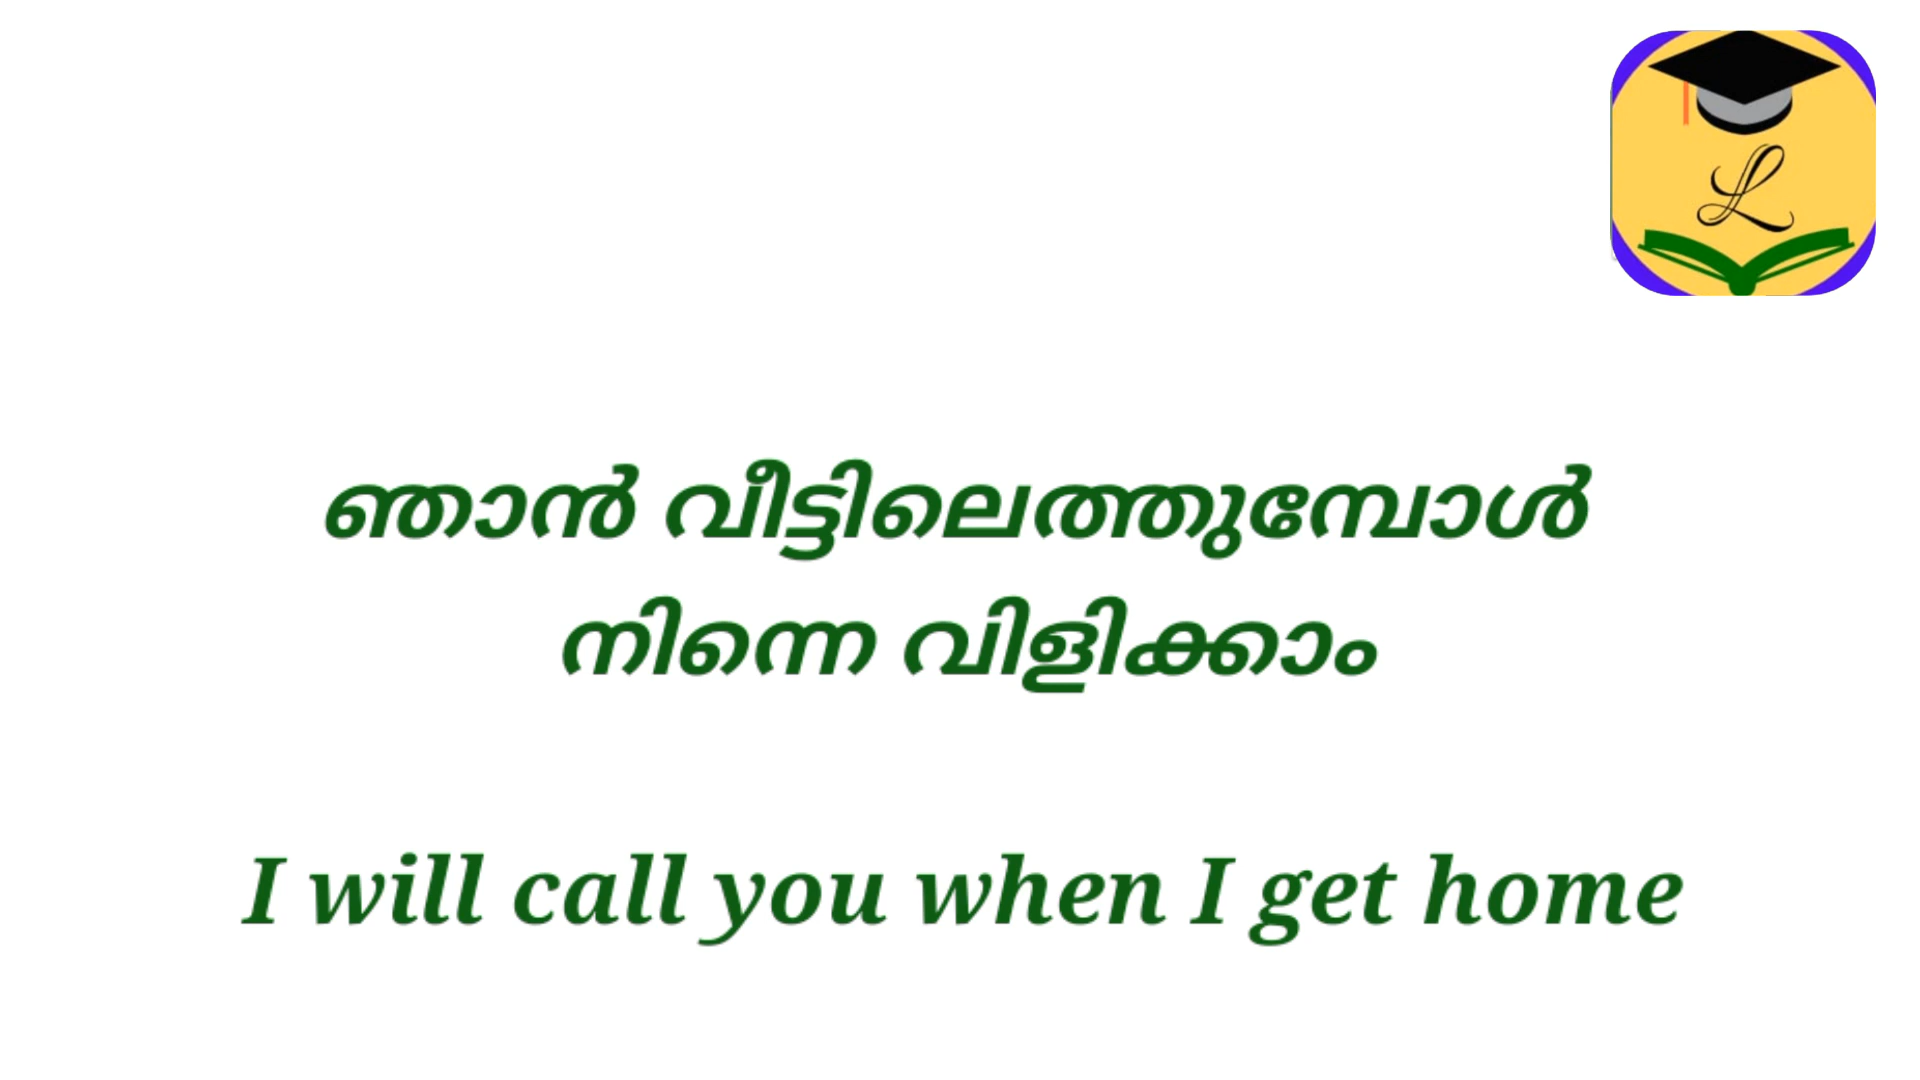 ഞാൻ വീട്ടിലെത്തുമ്പോൾ
നിന്നെ വിളിക്കാം
I will call you when I get home
L